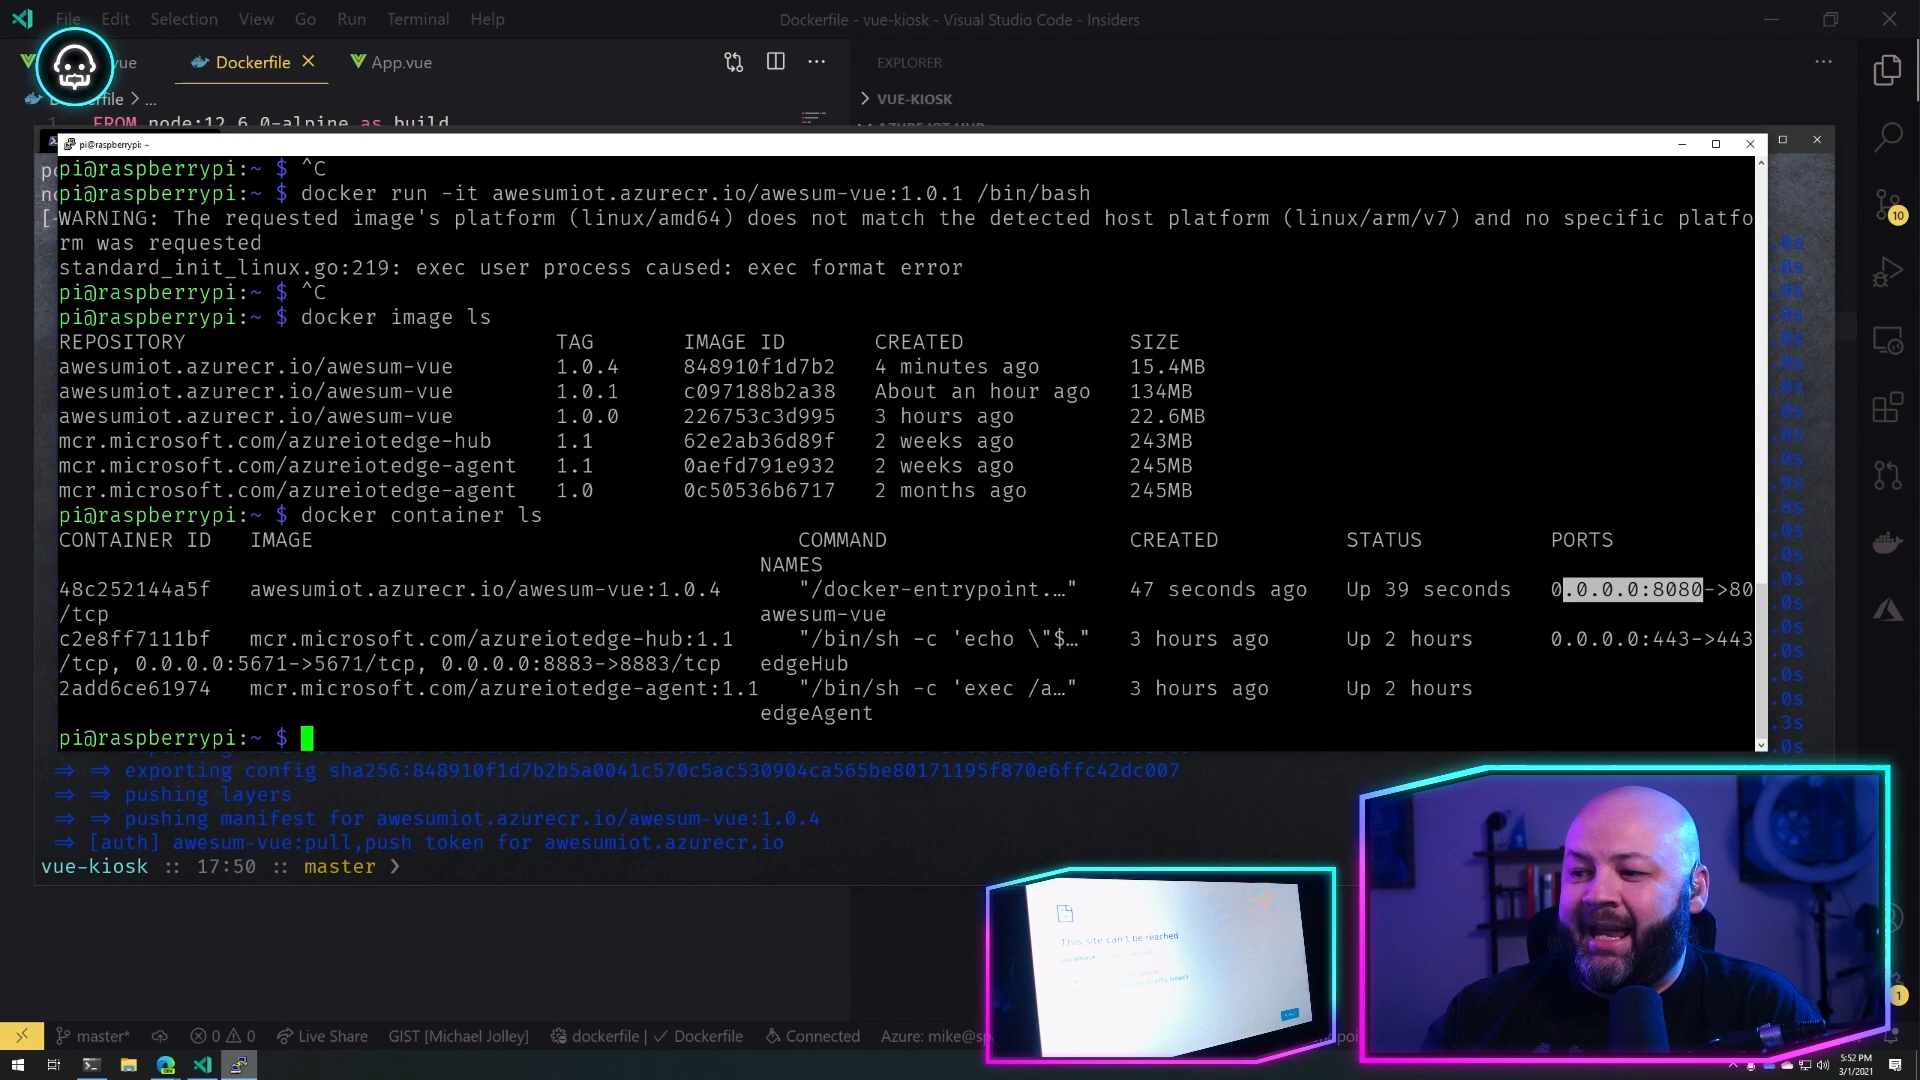 File Edit Selection View Go Run Terminal Help
Dockerfile - vue-kiosk - Visual Studio Code - Insiders
Dockerfile
App.vue
EXPLORER
...
VUE-KIOSK
FROM node:12.6.0-alpine as build
pi@raspberrypi: ~
pi@raspberrypi:~ $ ^C
pi@raspberrypi:~ $ docker run -it awesumiot.azurecr.io/awesum-vue:1.0.1 /bin/bash
WARNING: The requested image's platform (linux/amd64) does not match the detected host platform (linux/arm/v7) and no specific platfo
rm was requested
standard_init_linux.go:219: exec user process caused: exec format error
pi@raspberrypi:~ $ ^C
pi@raspberrypi:~ $ docker image ls
REPOSITORY TAG IMAGE ID CREATED SIZE
awesumiot.azurecr.io/awesum-vue 1.0.4 848910f1d7b2 4 minutes ago 15.4MB
awesumiot.azurecr.io/awesum-vue 1.0.1 c097188b2a38 About an hour ago 134MB
awesumiot.azurecr.io/awesum-vue 1.0.0 226753c3d995 3 hours ago 22.6MB
mcr.microsoft.com/azureiotedge-hub 1.1 62e2ab36d89f 2 weeks ago 243MB
mcr.microsoft.com/azureiotedge-agent 1.1 0aefd791e932 2 weeks ago 245MB
mcr.microsoft.com/azureiotedge-agent 1.0 0c50536b6717 2 months ago 245MB
pi@raspberrypi:~ $ docker container ls
CONTAINER ID IMAGE COMMAND CREATED STATUS PORTS
NAMES
48c252144a5f awesumiot.azurecr.io/awesum-vue:1.0.4 "/docker-entrypoint.…" 47 seconds ago Up 39 seconds 0.0.0.0:8080->80
/tcp awesum-vue
c2e8ff7111bf mcr.microsoft.com/azureiotedge-hub:1.1 "/bin/sh -c 'echo \"$…" 3 hours ago Up 2 hours 0.0.0.0:443->443
/tcp, 0.0.0.0:5671->5671/tcp, 0.0.0.0:8883->8883/tcp edgeHub
2add6ce61974 mcr.microsoft.com/azureiotedge-agent:1.1 "/bin/sh -c 'exec /a…" 3 hours ago Up 2 hours
edgeAgent
pi@raspberrypi:~ $
=> => exporting config sha256:848910f1d7b2b5a0041c570c5ac530904ca565be80171195f870e6ffc42dc007
=> => pushing layers
=> => pushing manifest for awesumiot.azurecr.io/awesum-vue:1.0.4
=> [auth] awesum-vue:pull,push token for awesumiot.azurecr.io
vue-kiosk :: 17:50 :: master ❯
This site can't be reached
10
1
master* 0 0 Live Share GIST [Michael Jolley] dockerfile | Dockerfile Connected Azure: mike@sp
5:52 PM
3/1/2021